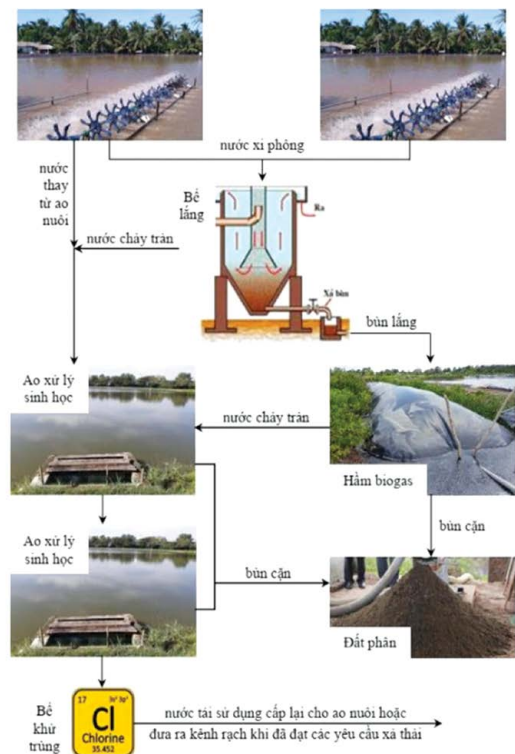 nước xi phông
nước
thay
từ ao
nuôi
Bể
lắng
Ra
nước chảy tràn
Xả bùn
bùn lắng
Ao xử lý
sinh học
nước chảy tràn
Hầm biogas
bùn cặn
Ao xử lý
sinh học
bùn cặn
Đất phân
Bể
khử
trùng
17
Cl
Chlorine
35.452
nước tái sử dụng cấp lại cho ao nuôi hoặc
đưa ra kênh rạch khi đã đạt các yêu cầu xả thải